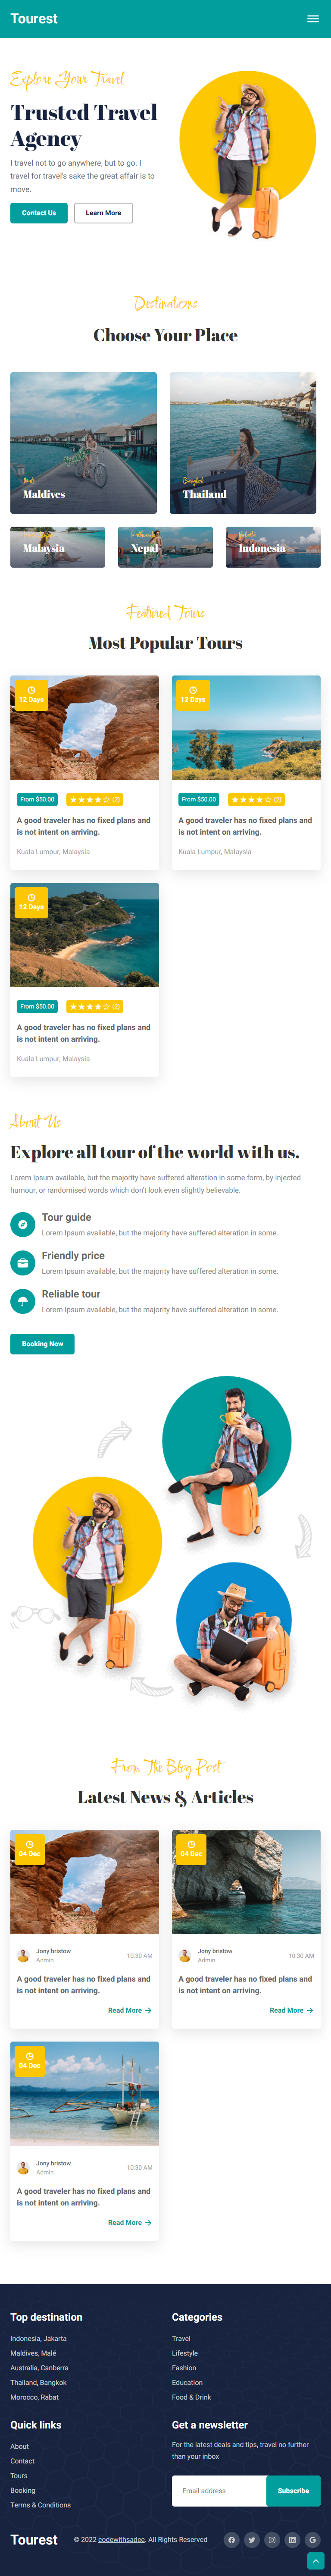 Tourest
Explore Your Travel
Trusted Travel
Agency
I travel not to go anywhere, but to go. I
travel for travel's sake the great affair is to
move.
Contact Us
Learn More
Destinations
Choose Your Place
Malé
Maldives
Bangkok
Thailand
Malaysia
Nepal
Jakarta
Indonesia
Featured Tours
Most Popular Tours
12 Days
From $50.00
(2)
A good traveler has no fixed plans and
is not intent on arriving.
Kuala Lumpur, Malaysia
12 Days
From $50.00
(2)
A good traveler has no fixed plans and
is not intent on arriving.
Kuala Lumpur, Malaysia
12 Days
From $50.00
(2)
A good traveler has no fixed plans and
is not intent on arriving.
Kuala Lumpur, Malaysia
About Us
Explore all tour of the world with us.
Lorem Ipsum available, but the majority have suffered alteration in some form, by injected
humour, or randomised words which don't look even slightly believable.
Tour guide
Lorem Ipsum available, but the majority have suffered alteration in some.
Friendly price
Lorem Ipsum available, but the majority have suffered alteration in some.
Reliable tour
Lorem Ipsum available, but the majority have suffered alteration in some.
Booking Now
From The Blog Post
Latest News & Articles
04 Dec
Jony bristow
Admin
10:30 AM
A good traveler has no fixed plans and
is not intent on arriving.
Read More
04 Dec
Jony bristow
Admin
10:30 AM
A good traveler has no fixed plans and
is not intent on arriving.
Read More
04 Dec
Jony bristow
Admin
10:30 AM
A good traveler has no fixed plans and
is not intent on arriving.
Read More
Top destination
Indonesia, Jakarta
Maldives, Malé
Australia, Canberra
Thailand, Bangkok
Morocco, Rabat
Categories
Travel
Lifestyle
Fashion
Education
Food & Drink
Quick links
About
Contact
Tours
Booking
Terms & Conditions
Get a newsletter
For the latest deals and tips, travel no further
than your inbox
Email address
Subscribe
Tourest
© 2022 codewithsadee. All Rights Reserved